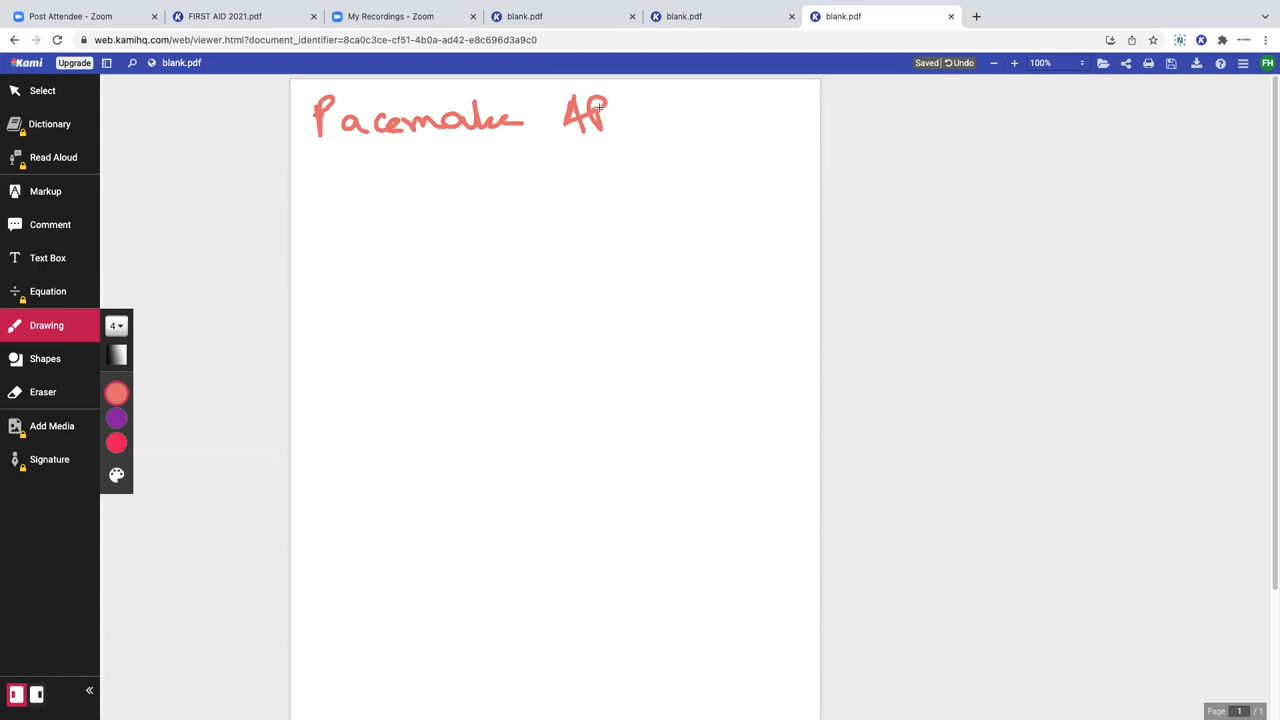 Post Attendee - Zoom
FIRST AID 2021.pdf
My Recordings – Zoom
blank.pdf
blank.pdf
blank.pdf
web.kamihq.com/web/viewer.html?document_identifier=8ca0c3ce-cf51-4b0a-ad42-e8c696d3a9c0
Kami Upgrade blank.pdf Saved Undo 100% FH
Select
Dictionary
Read Aloud
Markup
Comment
Text Box
Equation
Drawing
4
Shapes
Eraser
Add Media
Signature
Pacemake AP
Page: 1 / 1